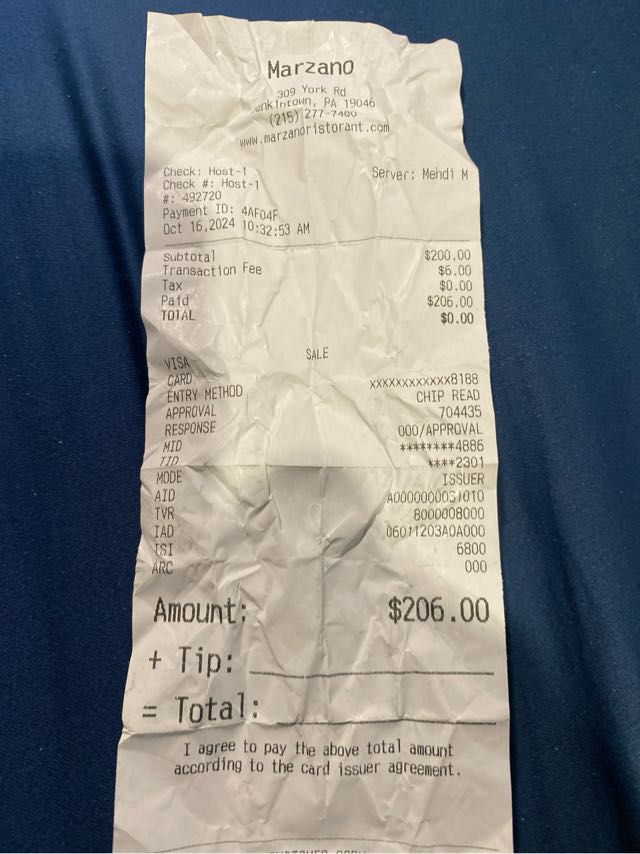 Marzano
309 York Rd
enkintown, PA 19046
(215) 277-7400
www.marzanoristorant.com
Check: Host-1
Server: Mehdi M
Check #: Host-1
#: 492720
Payment ID: 4AF04F
Oct 16,2024 10:32:53 AM
Subtotal $200.00
Transaction Fee $6.00
Tax $0.00
Paid $206.00
TOTAL $0.00
SALE
VISA
CARD XXXXXXXXXXXX8188
ENTRY METHOD CHIP READ
APPROVAL 704435
RESPONSE 000/APPROVAL
MID ********4886
TID ****2301
MODE ISSUER
AID A0000000031010
TVR 8000008000
IAD 06011203A0A000
TSI 6800
ARC 000
Amount: $206.00
+ Tip:
= Total:
I agree to pay the above total amount
according to the card issuer agreement.